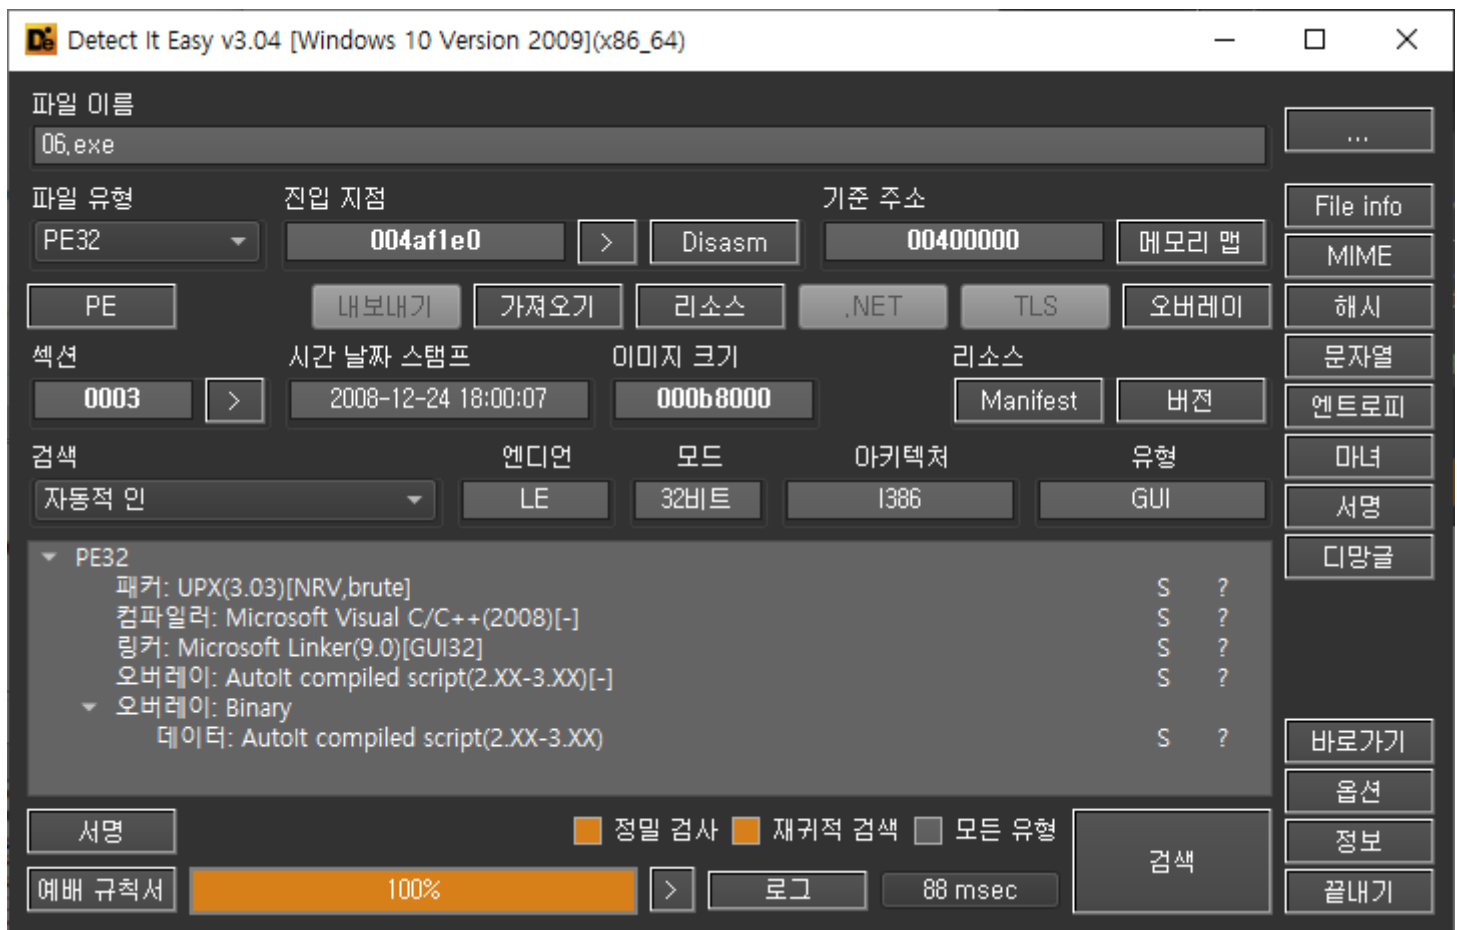 De Detect It Easy v3.04 [Windows 10 Version 2009](x86_64)
파일 이름
06.exe
...
파일 유형 진입 지점 기준 주소
PE32 004af1e0 > Disasm 00400000 메모리 맵
File info
MIME
PE 내보내기 가져오기 리소스 .NET TLS 오버레이 해시
섹션 시간 날짜 스탬프 이미지 크기 리소스 문자열
0003 > 2008-12-24 18:00:07 000b8000 Manifest 버전 엔트로피
검색 엔디언 모드 아키텍처 유형 마녀
자동적 인 LE 32비트 I386 GUI 서명
디망글
PE32
패커: UPX(3.03)[NRV,brute] S ?
컴파일러: Microsoft Visual C/C++(2008)[-] S ?
링커: Microsoft Linker(9.0)[GUI32] S ?
오버레이: AutoIt compiled script(2.XX-3.XX)[-] S ?
오버레이: Binary
데이터: AutoIt compiled script(2.XX-3.XX) S ?
바로가기
옵션
서명 정밀 검사 재귀적 검색 모든 유형 검색 정보
예배 규칙서 100% > 로그 88 msec 끝내기